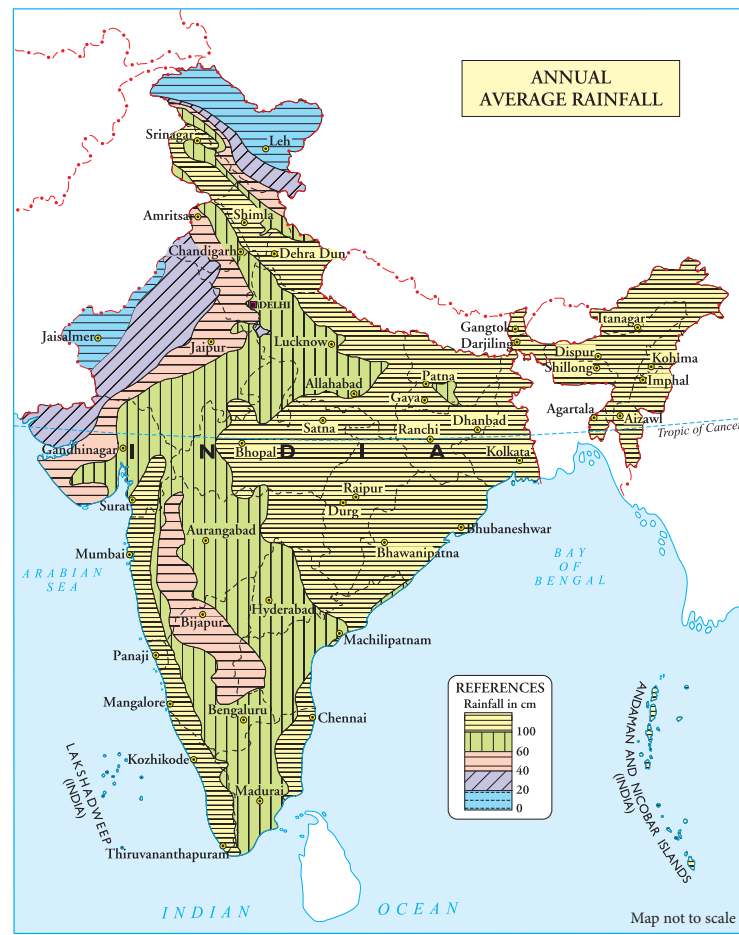 ANNUAL
AVERAGE RAINFALL
Srinagar
Leh
Amritsar
Shimla
Chandigarh
Dehra Dun
DELHI
Itanagar
Gangtok
Darjiling
Jaisalmer
Jaipur
Lucknow
Dispur
Kohima
Shillong
Imphal
Patna
Allahabad
Gaya
Agartala
Aizawl
Satna
Ranchi
Dhanbad
Tropic of Cancer
Gandhinagar
INDIA
Bhopal
Kolkata
Raipur
Surat
Durg
Aurangabad
Bhubaneshwar
Mumbai
Bhawanipatna
ARABIAN
SEA
BAY
OF
BENGAL
Hyderabad
Bijapur
Machilipatnam
Panaji
REFERENCES
Rainfall in cm
100
60
40
20
0
Mangalore
Bengaluru
Chennai
Kozhikode
LAKSHADWEEP
(INDIA)
ANDAMAN AND NICOBAR ISLANDS
(INDIA)
Madurai
Thiruvananthapuram
INDIAN OCEAN
Map not to scale